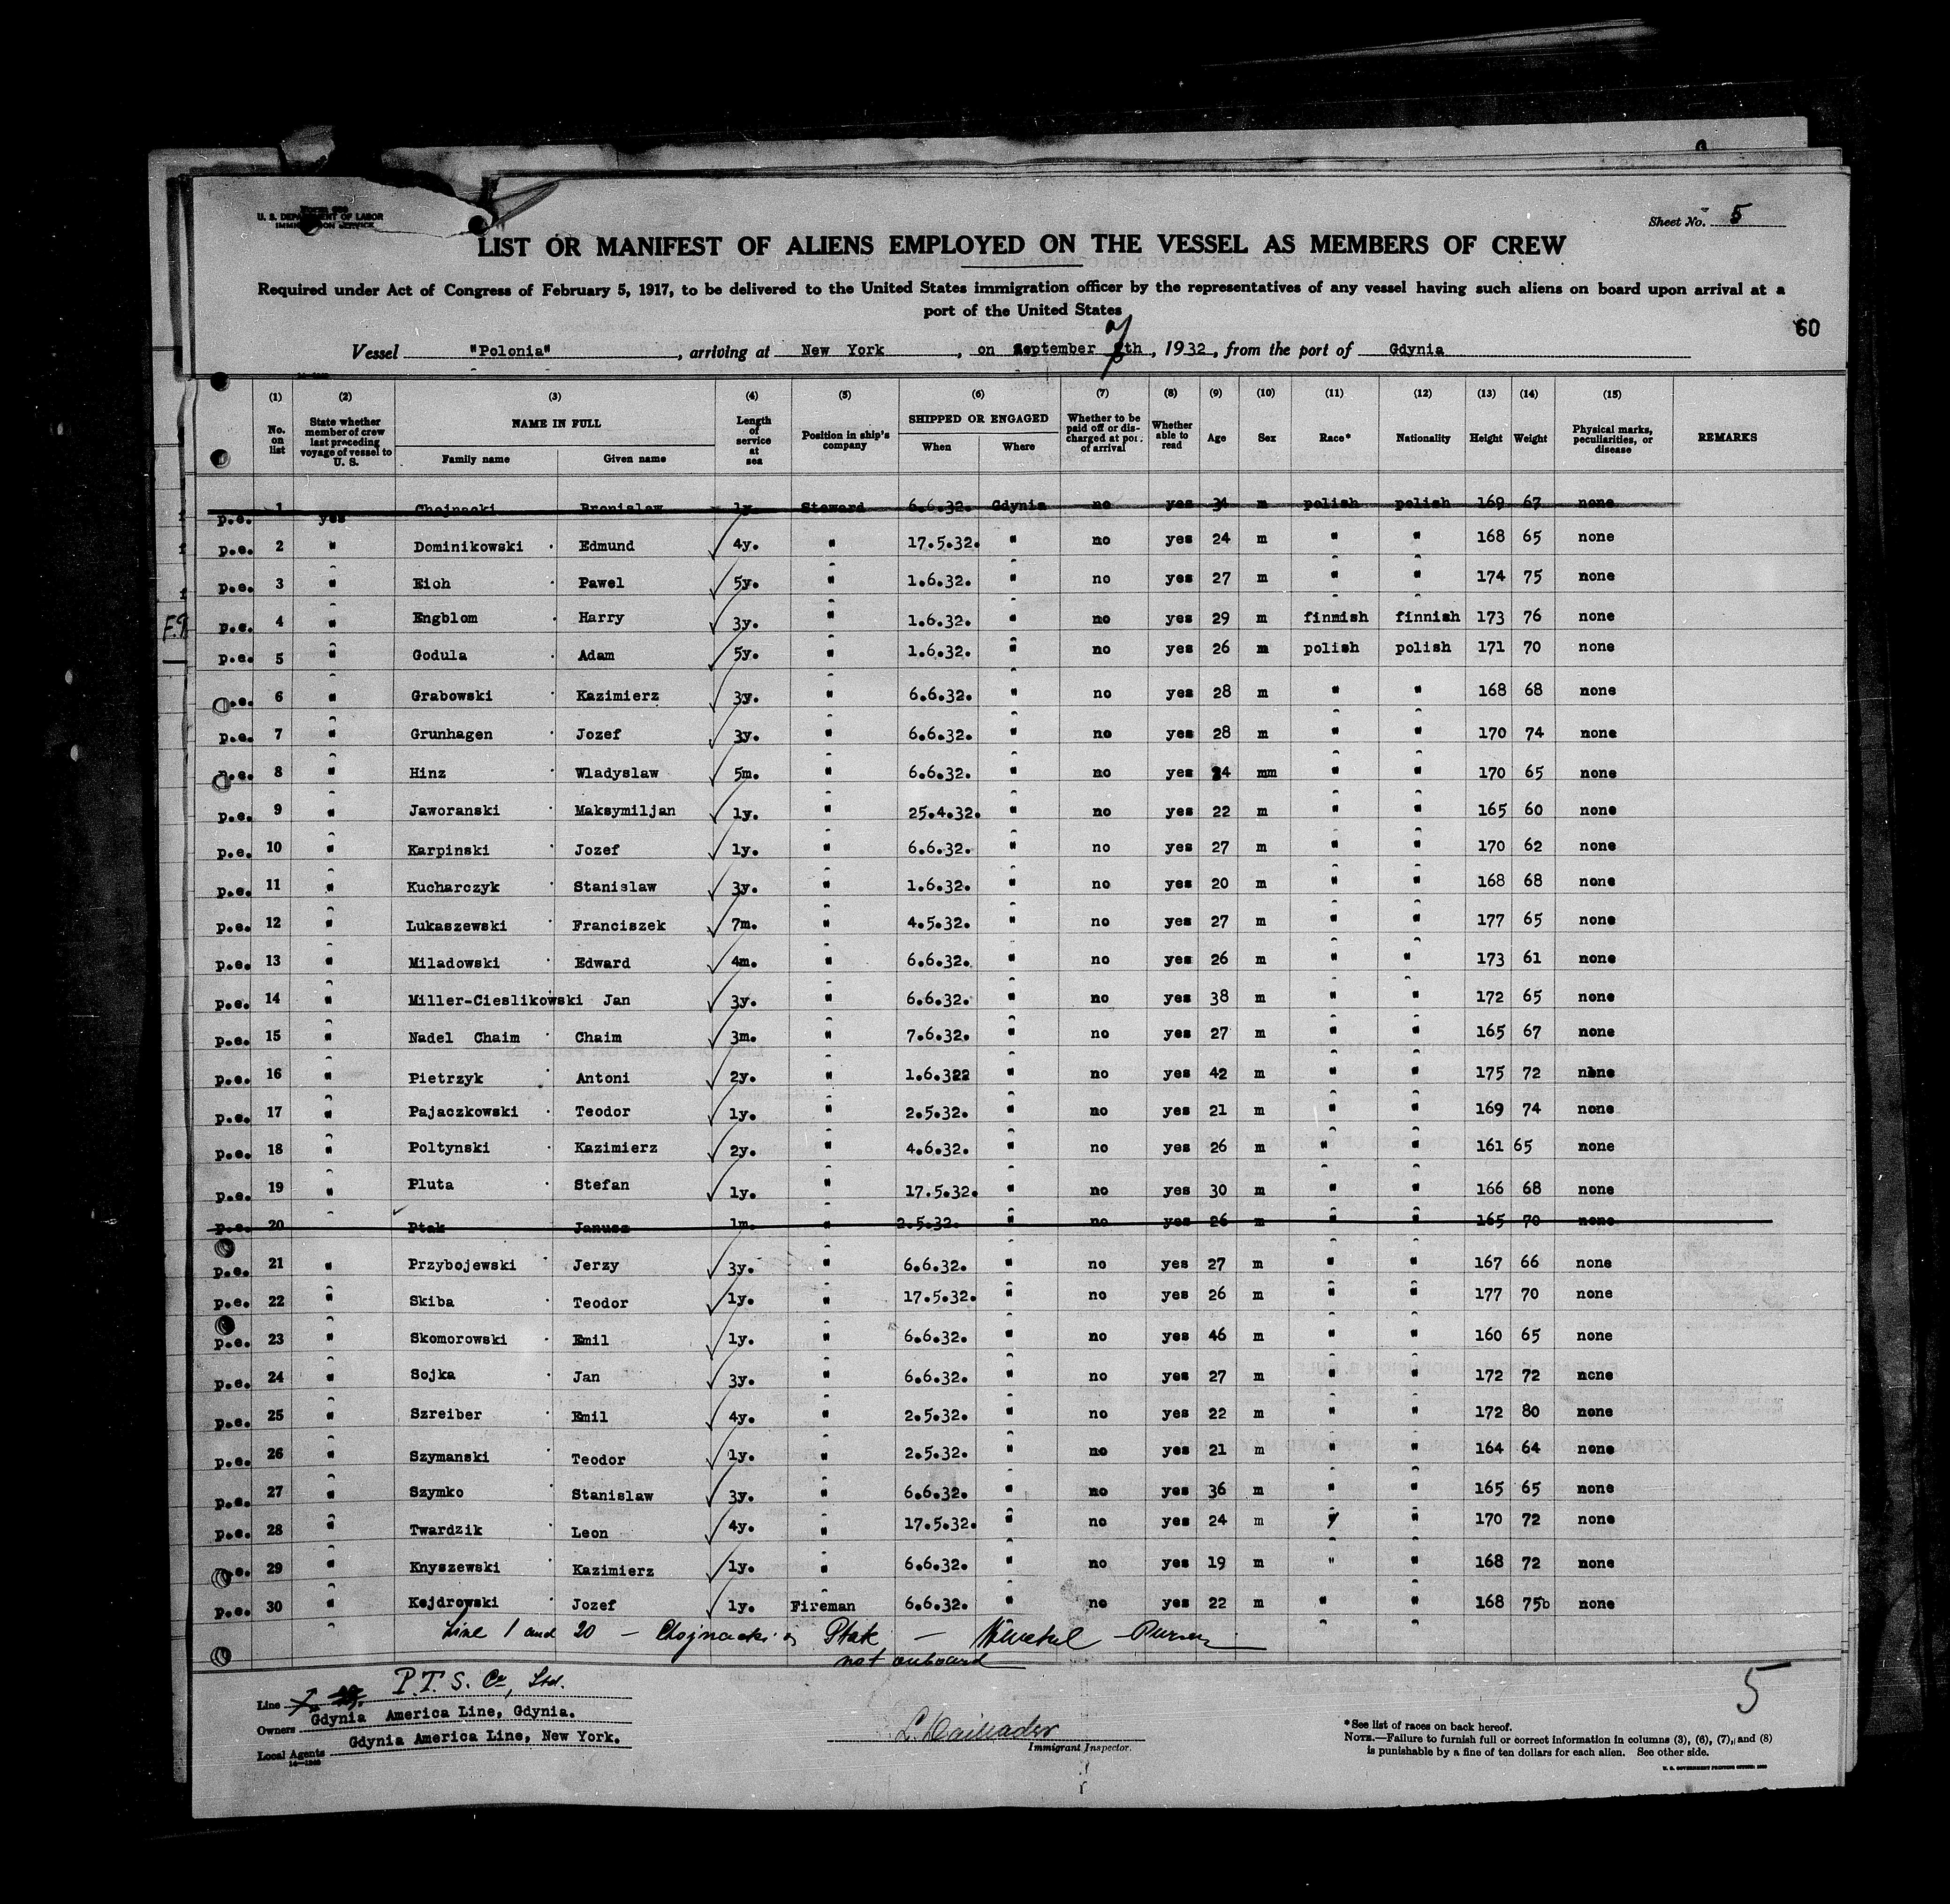 Sheet No. 5
U. S. DEPARTMENT OF LABOR
IMMIGRATION SERVICE
LIST OR MANIFEST OF ALIENS EMPLOYED ON THE VESSEL AS MEMBERS OF CREW
Required under Act of Congress of February 5, 1917, to be delivered to the United States immigration officer by the representatives of any vessel having such aliens on board upon arrival at a
port of the United States
60
Vessel "Polonia", arriving at New York, on September 7th, 1932, from the port of Gdynia
(1) (2) (3) (4) (5) (6) (7) (8) (9) (10) (11) (12) (13) (14) (15)
No. on list State whether member of crew last preceding voyage of vessel to U. S. NAME IN FULL Family name Given name Length of service at sea Position in ship's company SHIPPED OR ENGAGED When Where Whether to be paid off or discharged at port of arrival Whether able to read Age Sex Race* Nationality Height Weight Physical marks, peculiarities, or disease REMARKS
p.e. 1 yes Chojnacki Bronislaw 1y. Steward 6.6.32. Gdynia no yes 34 m polish polish 169 67 none
p.e. 2 " Dominikowski Edmund 4y. " 17.5.32. " no yes 24 m " " 168 65 none
p.e. 3 " Eich Pawel 5y. " 1.6.32. " no yes 27 m " " 174 75 none
F.9 p.e. 4 " Engblom Harry 3y. " 1.6.32. " no yes 29 m finnish finnish 173 76 none
p.e. 5 " Godula Adam 5y. " 1.6.32. " no yes 26 m polish polish 171 70 none
p.e. 6 " Grabowski Kazimierz 3y. " 6.6.32. " no yes 28 m " " 168 68 none
p.e. 7 " Grunhagen Jozef 3y. " 6.6.32. " no yes 28 m " " 170 74 none
p.e. 8 " Hinz Wladyslaw 5m. " 6.6.32. " no yes 24 mm " " 170 65 none
p.e. 9 " Jaworanski Maksymiljan 1y. " 25.4.32. " no yes 22 m " " 165 60 none
p.e. 10 " Karpinski Jozef 1y. " 6.6.32. " no yes 27 m " " 170 62 none
p.e. 11 " Kucharczyk Stanislaw 3y. " 1.6.32. " no yes 20 m " " 168 68 none
p.e. 12 " Lukaszewski Franciszek 7m. " 4.5.32. " no yes 27 m " " 177 65 none
p.e. 13 " Miladowski Edward 4m. " 6.6.32. " no yes 26 m " " 173 61 none
p.e. 14 " Miller-Cieslikowski Jan 3y. " 6.6.32. " no yes 38 m " " 172 65 none
p.e. 15 " Nadel Chaim Chaim 3m. " 7.6.32. " no yes 27 m " " 165 67 none
p.e. 16 " Pietrzyk Antoni 2y. " 1.6.322 " no yes 42 m " " 175 72 none
p.e. 17 " Pajaczkowski Teodor 1y. " 2.5.32. " no yes 21 m " " 169 74 none
p.e. 18 " Poltynski Kazimierz 2y. " 4.6.32. " no yes 26 m " " 161 65 none
p.e. 19 " Pluta Stefan 1y. " 17.5.32. " no yes 30 m " " 166 68 none
p.e. 20 Ptak Janusz 1m. " 2.5.32. " no yes 26 m " " 165 70 none
p.e. 21 " Przybojewski Jerzy 3y. " 6.6.32. " no yes 27 m " " 167 66 none
p.e. 22 " Skiba Teodor 1y. " 17.5.32. " no yes 26 m " " 177 70 none
p.e. 23 " Skomorowski Emil 1y. " 6.6.32. " no yes 46 m " " 160 65 none
p.e. 24 " Sojka Jan 3y. " 6.6.32. " no yes 27 m " " 172 72 ncne
p.e. 25 " Szreiber Emil 4y. " 2.5.32. " no yes 22 m " " 172 80 none
p.e. 26 " Szymanski Teodor 1y. " 2.5.32. " no yes 21 m " " 164 64 none
p.e. 27 " Szymko Stanislaw 3y. " 6.6.32. " no yes 36 m " " 165 65 none
p.e. 28 " Twardzik Leon 4y. " 17.5.32. " no yes 24 m " " 170 72 none
p.e. 29 " Knyszewski Kazimierz 1y. " 6.6.32. " no yes 19 m " " 168 72 none
p.e. 30 " Kejdrowski Jozef 1y. Fireman 6.6.32. " no yes 22 m " " 168 75b none
Line 1 and 20 — Chojnacki & Ptak — Purser
not onboard
Line P.T.S. Co, Ltd.
Owners Gdynia America Line, Gdynia.
Local Agents Gdynia America Line, New York.
Immigrant Inspector.
5
*See list of races on back hereof.
NOTE.—Failure to furnish full or correct information in columns (3), (6), (7), and (8)
is punishable by a fine of ten dollars for each alien. See other side.